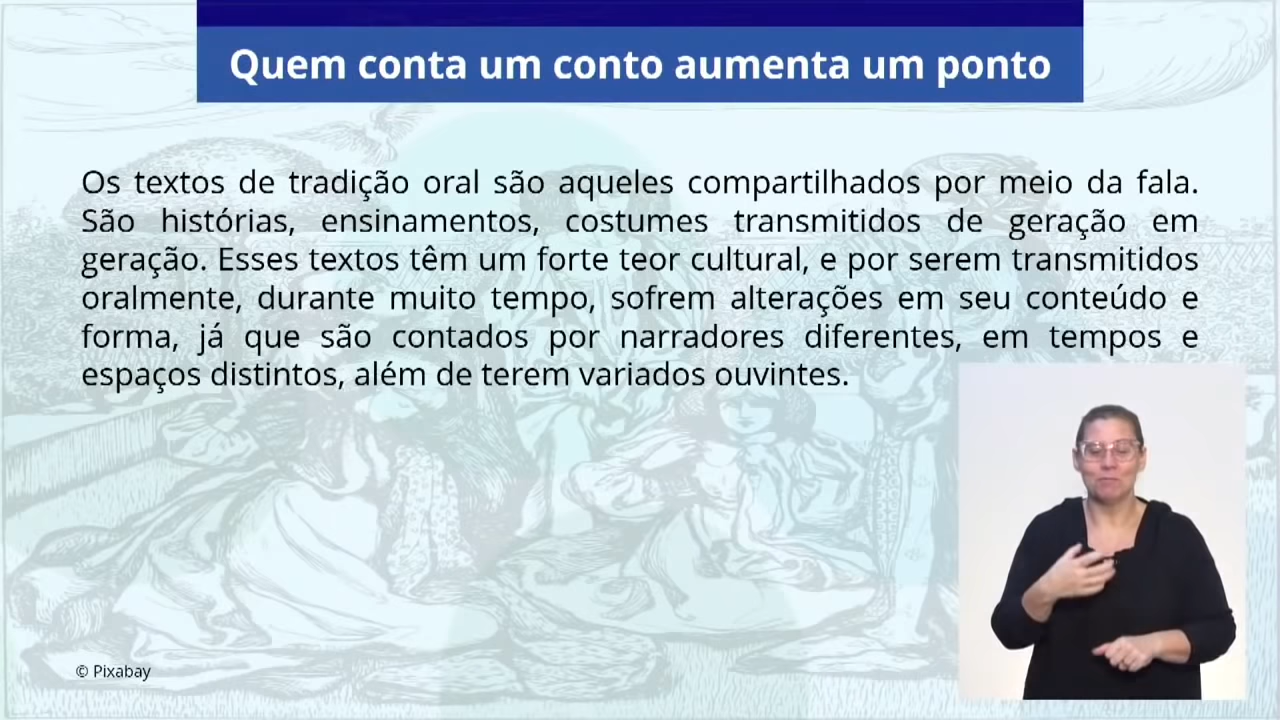 Quem conta um conto aumenta um ponto
Os textos de tradição oral são aqueles compartilhados por meio da fala.
São histórias, ensinamentos, costumes transmitidos de geração em
geração. Esses textos têm um forte teor cultural, e por serem transmitidos
oralmente, durante muito tempo, sofrem alterações em seu conteúdo e
forma, já que são contados por narradores diferentes, em tempos e
espaços distintos, além de terem variados ouvintes.
© Pixabay